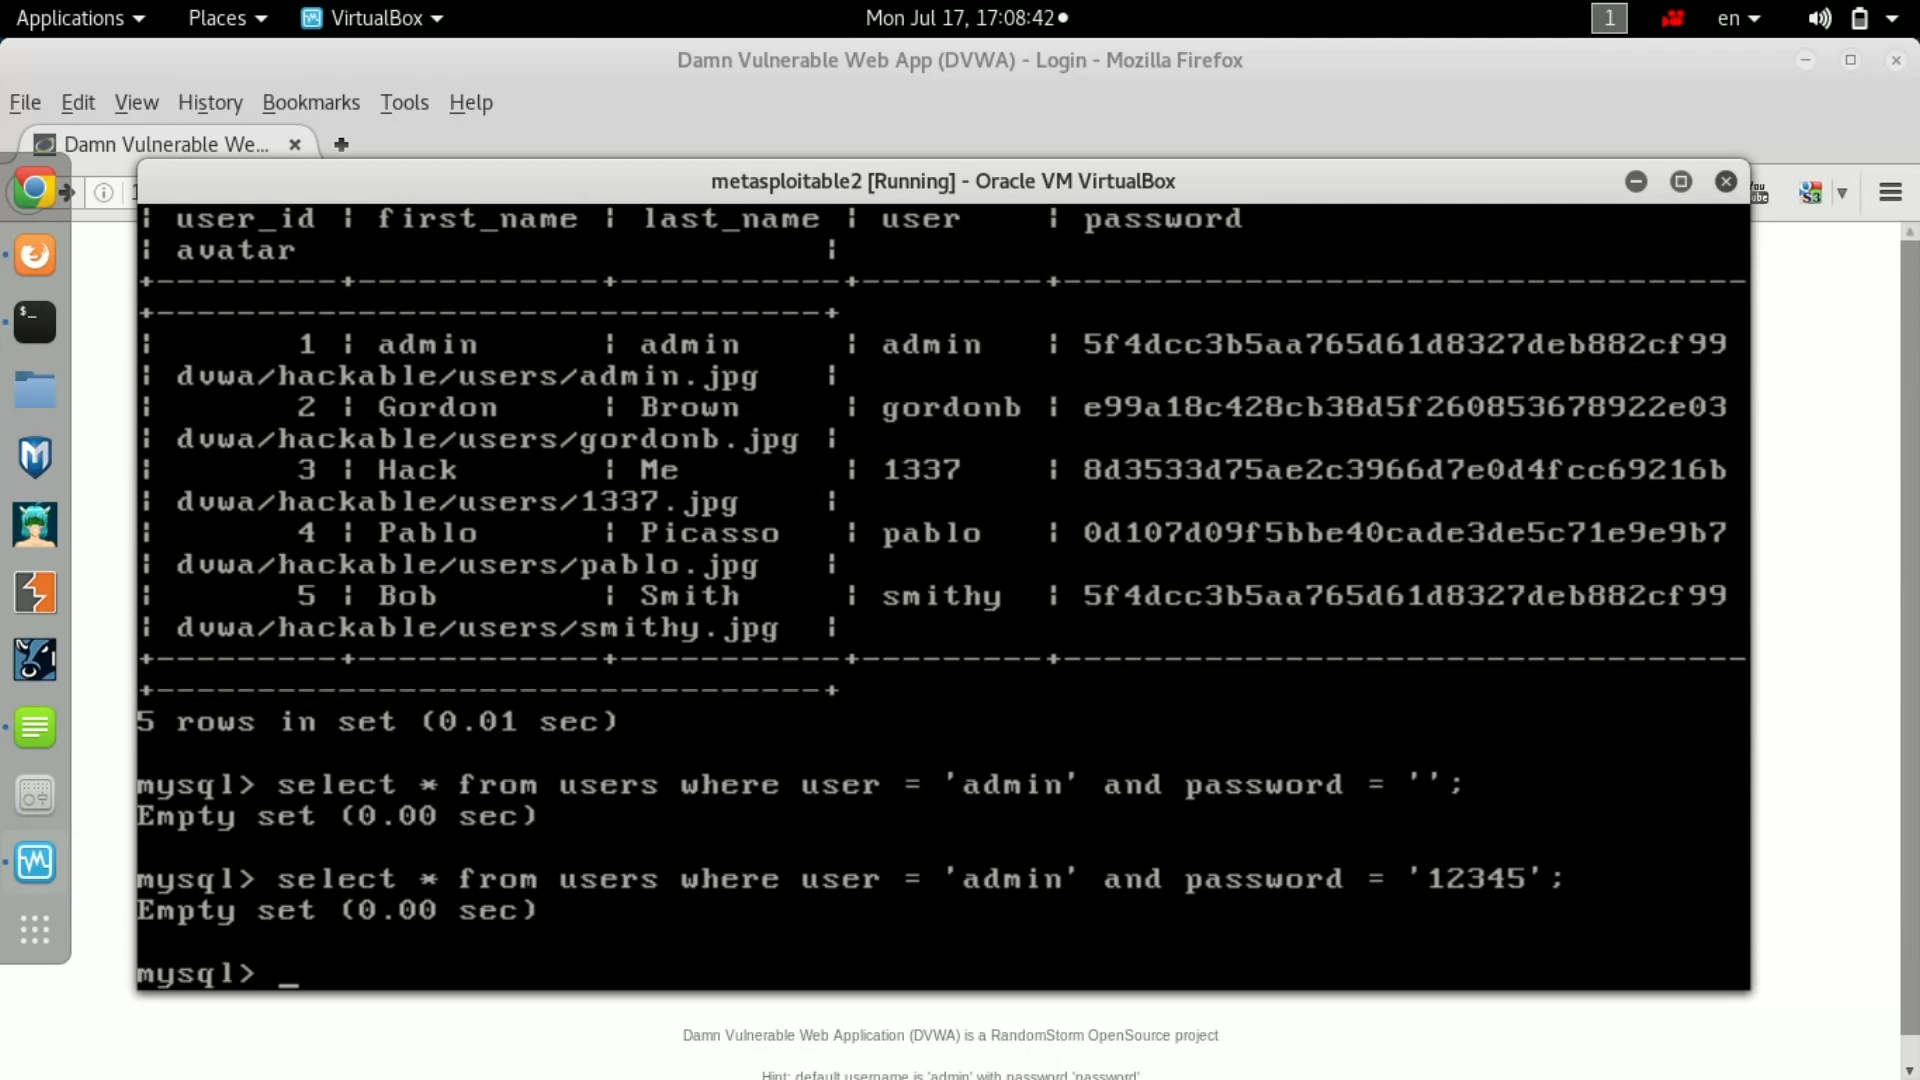 Applications Places VirtualBox Mon Jul 17, 17:08:42 1 en
Damn Vulnerable Web App (DVWA) - Login - Mozilla Firefox
File Edit View History Bookmarks Tools Help
Damn Vulnerable We...
metasploitable2 [Running] - Oracle VM VirtualBox
| user_id | first_name | last_name | user | password
| avatar |
+---------+------------+-----------+---------+----------------------------------
+---------------------------------+
| 1 | admin | admin | admin | 5f4dcc3b5aa765d61d8327deb882cf99
| dvwa/hackable/users/admin.jpg |
| 2 | Gordon | Brown | gordonb | e99a18c428cb38d5f260853678922e03
| dvwa/hackable/users/gordonb.jpg |
| 3 | Hack | Me | 1337 | 8d3533d75ae2c3966d7e0d4fcc69216b
| dvwa/hackable/users/1337.jpg |
| 4 | Pablo | Picasso | pablo | 0d107d09f5bbe40cade3de5c71e9e9b7
| dvwa/hackable/users/pablo.jpg |
| 5 | Bob | Smith | smithy | 5f4dcc3b5aa765d61d8327deb882cf99
| dvwa/hackable/users/smithy.jpg |
+---------+------------+-----------+---------+----------------------------------
+---------------------------------+
5 rows in set (0.01 sec)
mysql> select * from users where user = 'admin' and password = '';
Empty set (0.00 sec)
mysql> select * from users where user = 'admin' and password = '12345';
Empty set (0.00 sec)
mysql> _
Damn Vulnerable Web Application (DVWA) is a RandomStorm OpenSource project
Hint: default username is 'admin' with password 'password'